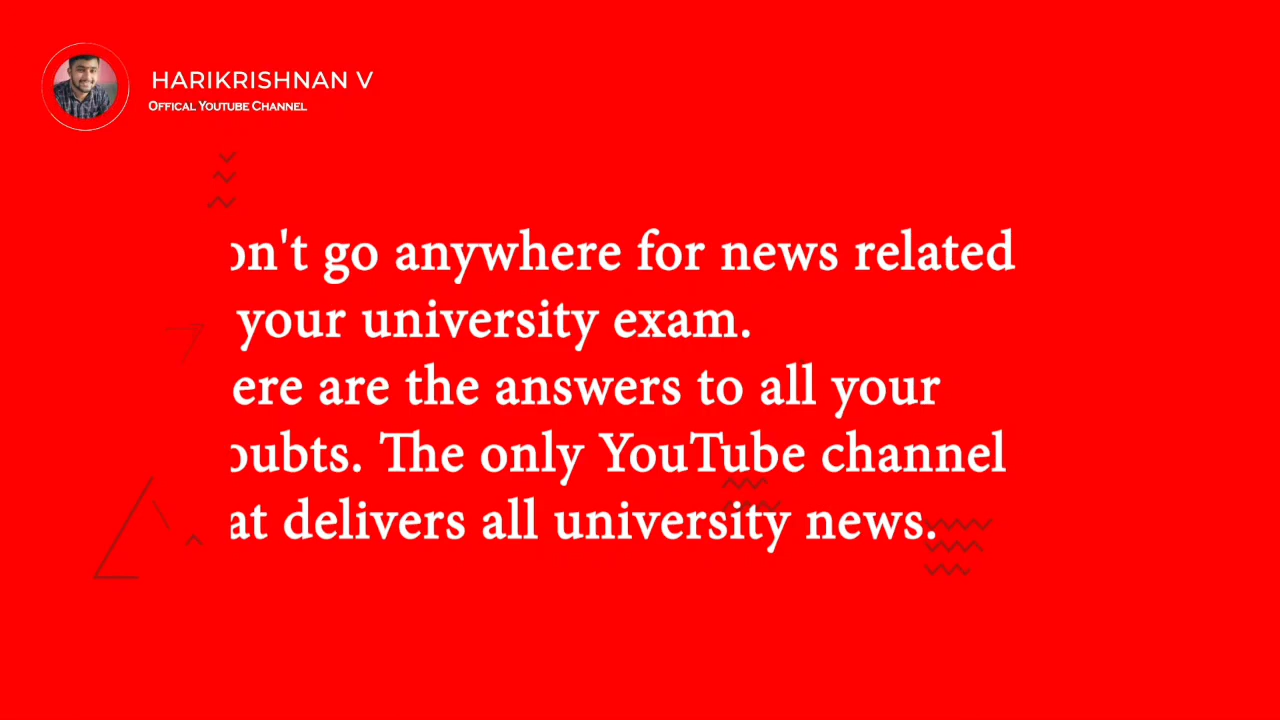 HARIKRISHNAN V
OFFICAL YOUTUBE CHANNEL
on't go anywhere for news related
your university exam.
ere are the answers to all your
oubts. The only YouTube channel
at delivers all university news.